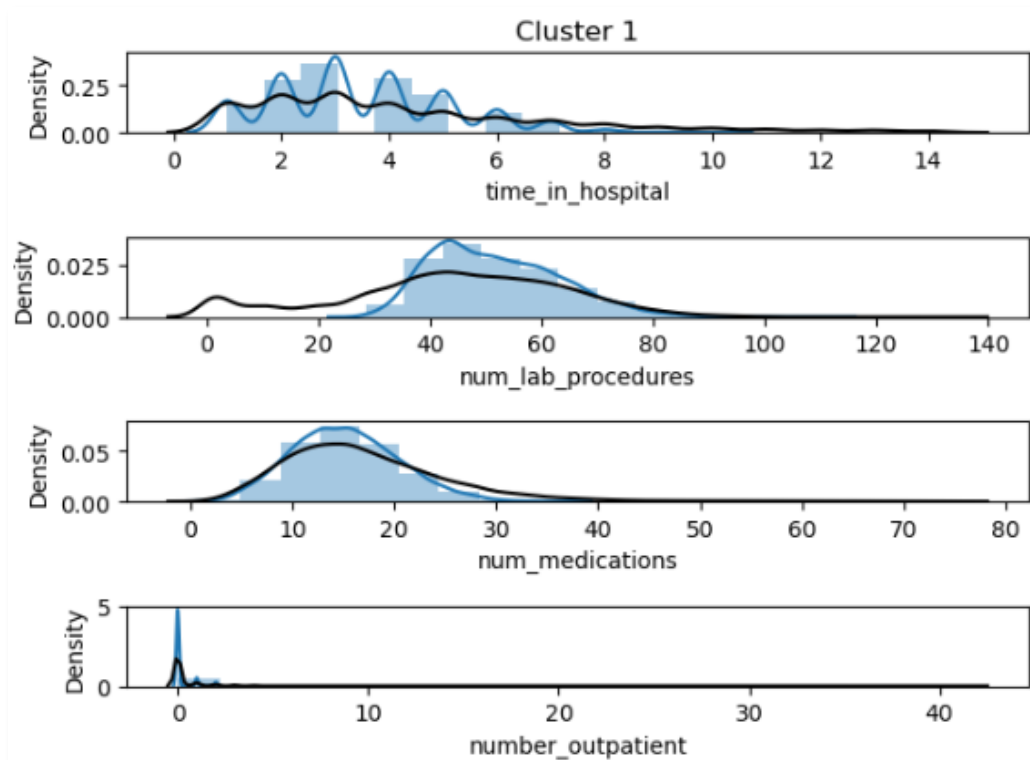 Cluster 1
Density
0.25
0.00
0 2 4 6 8 10 12 14
time_in_hospital
Density
0.025
0.000
0 20 40 60 80 100 120 140
num_lab_procedures
Density
0.05
0.00
0 10 20 30 40 50 60 70 80
num_medications
Density
5
0
0 10 20 30 40
number_outpatient